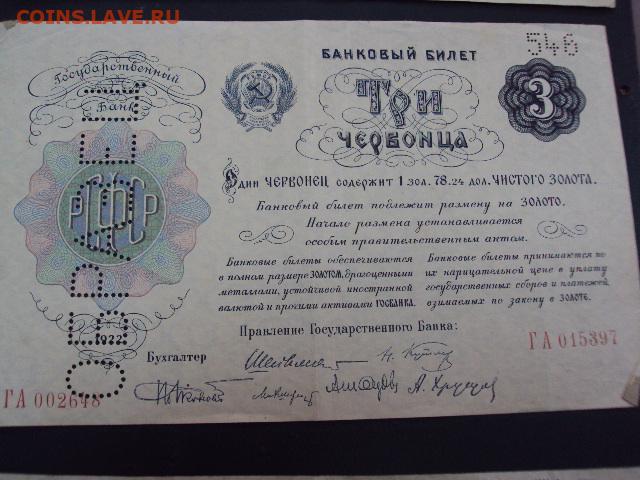 COINS.LAVE.RU
546
Государственный
Банк
РСФСР
1922
БАНКОВЫЙ БИЛЕТ
Три
ЧЕРВОНЦА
3
Один ЧЕРВОНЕЦ содержит 1 зол. 78.24 дол. ЧИСТОГО ЗОЛОТА.
Банковый билет подлежит размену на ЗОЛОТО.
Начало размена устанавливается
особым правительственным актом.
Банковые билеты обеспечиваются
в полном размере ЗОЛОТОМ, драгоценными
металлами, устойчивой иностранной
валютой и прочими активами ГОСБАНКА.
Банковые билеты принимаются по
их нарицательной цене в уплату
государственных сборов и платежей,
взимаемых по закону в ЗОЛОТЕ.
Правление Государственного Банка:
Бухгалтер
ГА 015397
ГА 002648